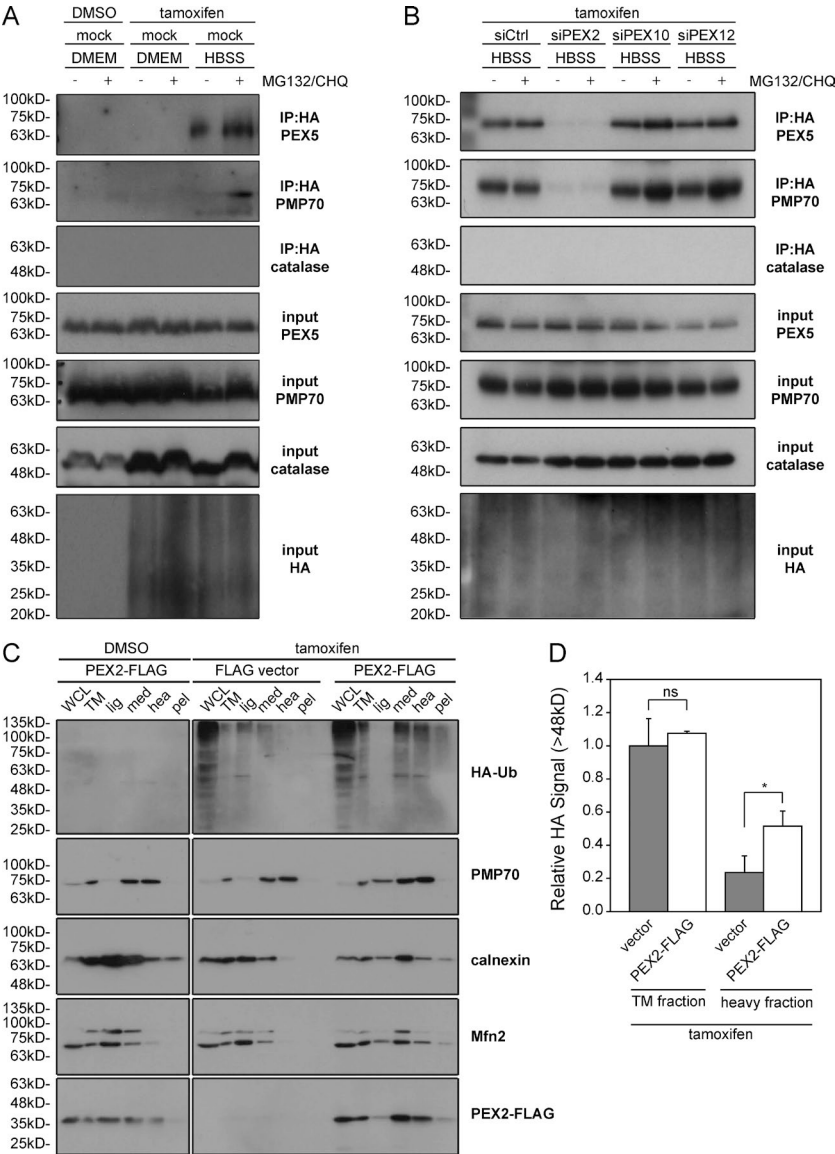 A
DMSO tamoxifen
mock mock mock
DMEM DMEM HBSS
- + - + - + MG132/CHQ
100kD-
75kD-
63kD-
IP:HA
PEX5
100kD-
75kD-
63kD-
IP:HA
PMP70
63kD-
48kD-
IP:HA
catalase
100kD-
75kD-
63kD-
input
PEX5
100kD-
75kD-
63kD-
input
PMP70
63kD-
48kD-
input
catalase
63kD-
48kD-
35kD-
25kD-
20kD-
input
HA
B
tamoxifen
siCtrl siPEX2 siPEX10 siPEX12
HBSS HBSS HBSS HBSS
- + - + - + - + MG132/CHQ
100kD-
75kD-
63kD-
IP:HA
PEX5
100kD-
75kD-
63kD-
IP:HA
PMP70
63kD-
48kD-
IP:HA
catalase
100kD-
75kD-
63kD-
input
PEX5
100kD-
75kD-
63kD-
input
PMP70
63kD-
48kD-
input
catalase
63kD-
48kD-
35kD-
25kD-
20kD-
input
HA
C
DMSO tamoxifen
PEX2-FLAG FLAG vector PEX2-FLAG
WCL TM lig med hea pel WCL TM lig med hea pel WCL TM lig med hea pel
135kD-
100kD-
75kD-
63kD-
48kD-
35kD-
25kD-
HA-Ub
100kD-
75kD-
63kD-
PMP70
100kD-
75kD-
63kD-
48kD-
calnexin
135kD-
100kD-
75kD-
63kD-
Mfn2
63kD-
48kD-
35kD-
25kD-
PEX2-FLAG
D
Relative HA Signal (>48kD)
1.4
1.2
1.0
0.8
0.6
0.4
0.2
0.0
ns
*
vector PEX2-FLAG vector PEX2-FLAG
TM fraction heavy fraction
tamoxifen